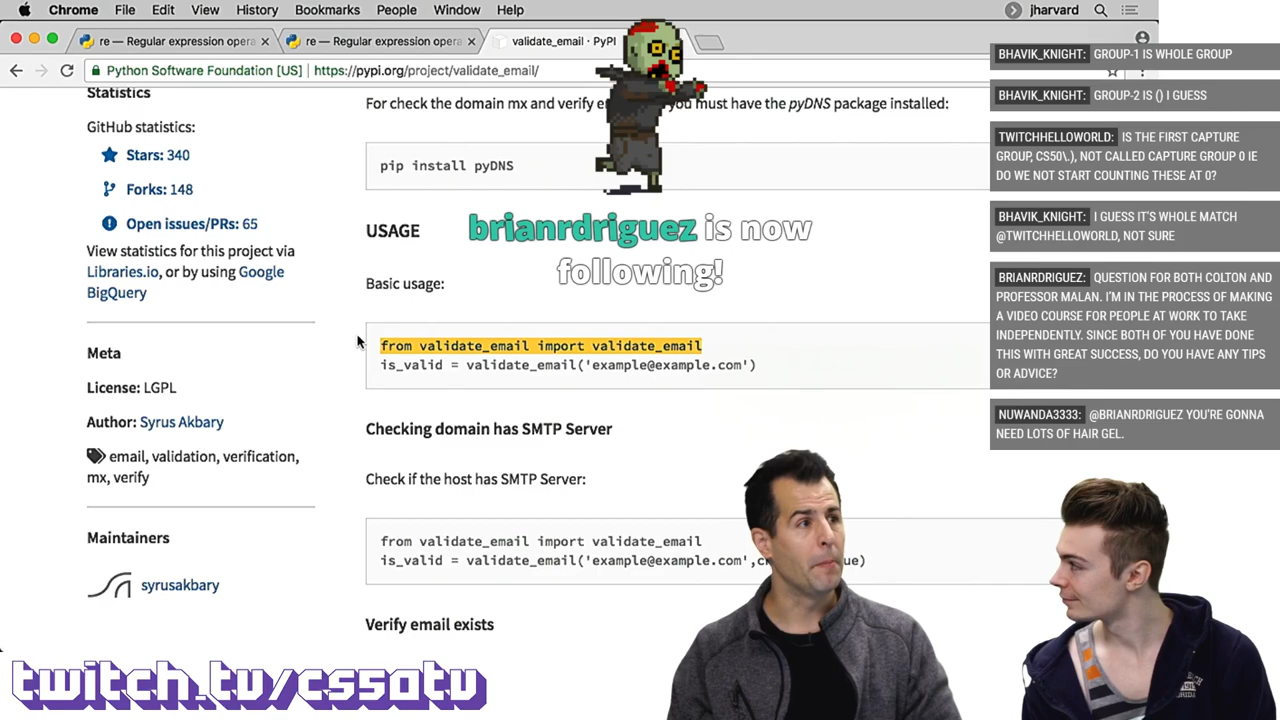 Chrome File Edit View History Bookmarks People Window Help jharvard
re — Regular expression opera × re — Regular expression opera × validate_email · PyPI
Python Software Foundation [US] | https://pypi.org/project/validate_email/
Statistics
GitHub statistics:
Stars: 340
Forks: 148
Open issues/PRs: 65
View statistics for this project via
Libraries.io, or by using Google
BigQuery
Meta
License: LGPL
Author: Syrus Akbary
email, validation, verification,
mx, verify
Maintainers
syrusakbary
For check the domain mx and verify you must have the pyDNS package installed:
pip install pyDNS
USAGE
Basic usage:
from validate_email import validate_email
is_valid = validate_email('example@example.com')
Checking domain has SMTP Server
Check if the host has SMTP Server:
from validate_email import validate_email
is_valid = validate_email('example@example.com',
Verify email exists
brianrdriguez is now
following!
BHAVIK_KNIGHT: GROUP-1 IS WHOLE GROUP
BHAVIK_KNIGHT: GROUP-2 IS () I GUESS
TWITCHHELLOWORLD: IS THE FIRST CAPTURE
GROUP, CS50\.), NOT CALLED CAPTURE GROUP 0 IE
DO WE NOT START COUNTING THESE AT 0?
BHAVIK_KNIGHT: I GUESS IT'S WHOLE MATCH
@TWITCHHELLOWORLD, NOT SURE
BRIANRDRIGUEZ: QUESTION FOR BOTH COLTON AND
PROFESSOR MALAN. I'M IN THE PROCESS OF MAKING
A VIDEO COURSE FOR PEOPLE AT WORK TO TAKE
INDEPENDENTLY. SINCE BOTH OF YOU HAVE DONE
THIS WITH GREAT SUCCESS, DO YOU HAVE ANY TIPS
OR ADVICE?
NUWANDA3333: @BRIANRDRIGUEZ YOU'RE GONNA
NEED LOTS OF HAIR GEL.
twitch.tv/cs50tv